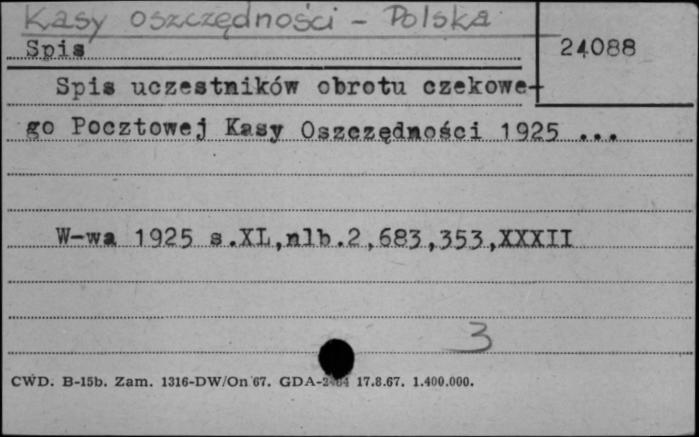 Kasy oszczędności - Polska
Spis
24088
Spis uczestników obrotu czekowe-
go Pocztowej Kasy Oszczędności 1925 ...
W-wa 1925 s.XL,nlb.2,683,353,XXXII
3
CWD. B-15b. Zam. 1316-DW/On 67. 17.8.67. 1.400.000.